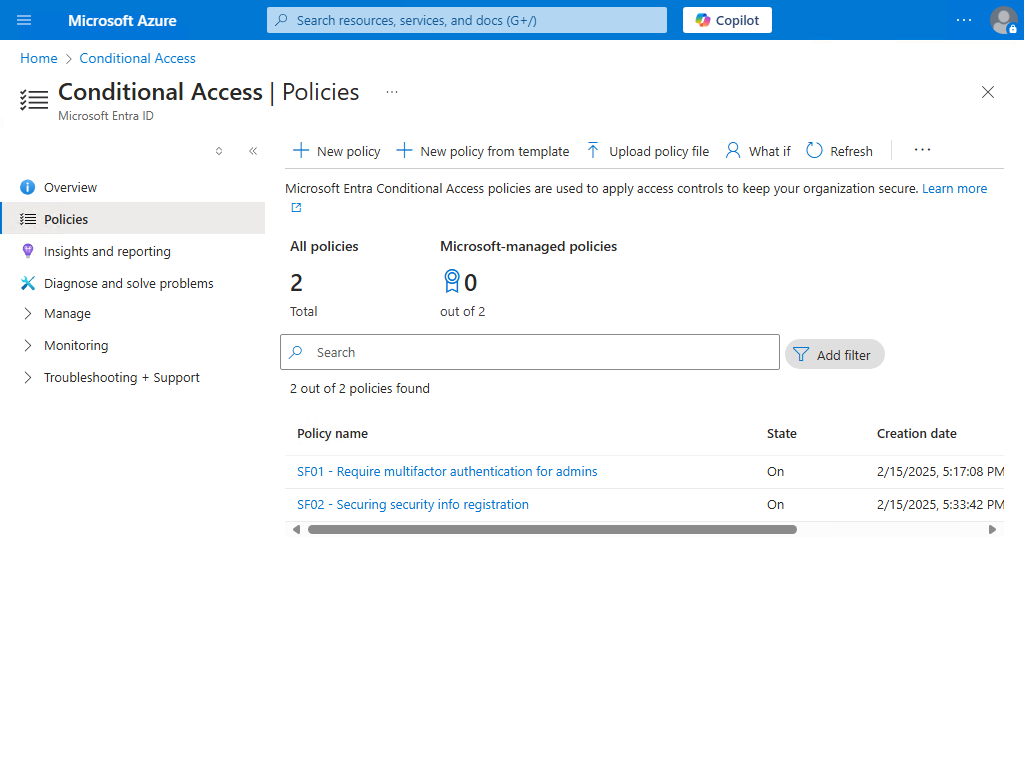 Microsoft Azure
Search resources, services, and docs (G+/)
Copilot
Home > Conditional Access
Conditional Access | Policies
Microsoft Entra ID
New policy
New policy from template
Upload policy file
What if
Refresh
Overview
Policies
Insights and reporting
Diagnose and solve problems
Manage
Monitoring
Troubleshooting + Support
Microsoft Entra Conditional Access policies are used to apply access controls to keep your organization secure. Learn more
All policies
2
Total
Microsoft-managed policies
0
out of 2
Search
Add filter
2 out of 2 policies found
Policy name State Creation date
SF01 - Require multifactor authentication for admins On 2/15/2025, 5:17:08 PM
SF02 - Securing security info registration On 2/15/2025, 5:33:42 PM